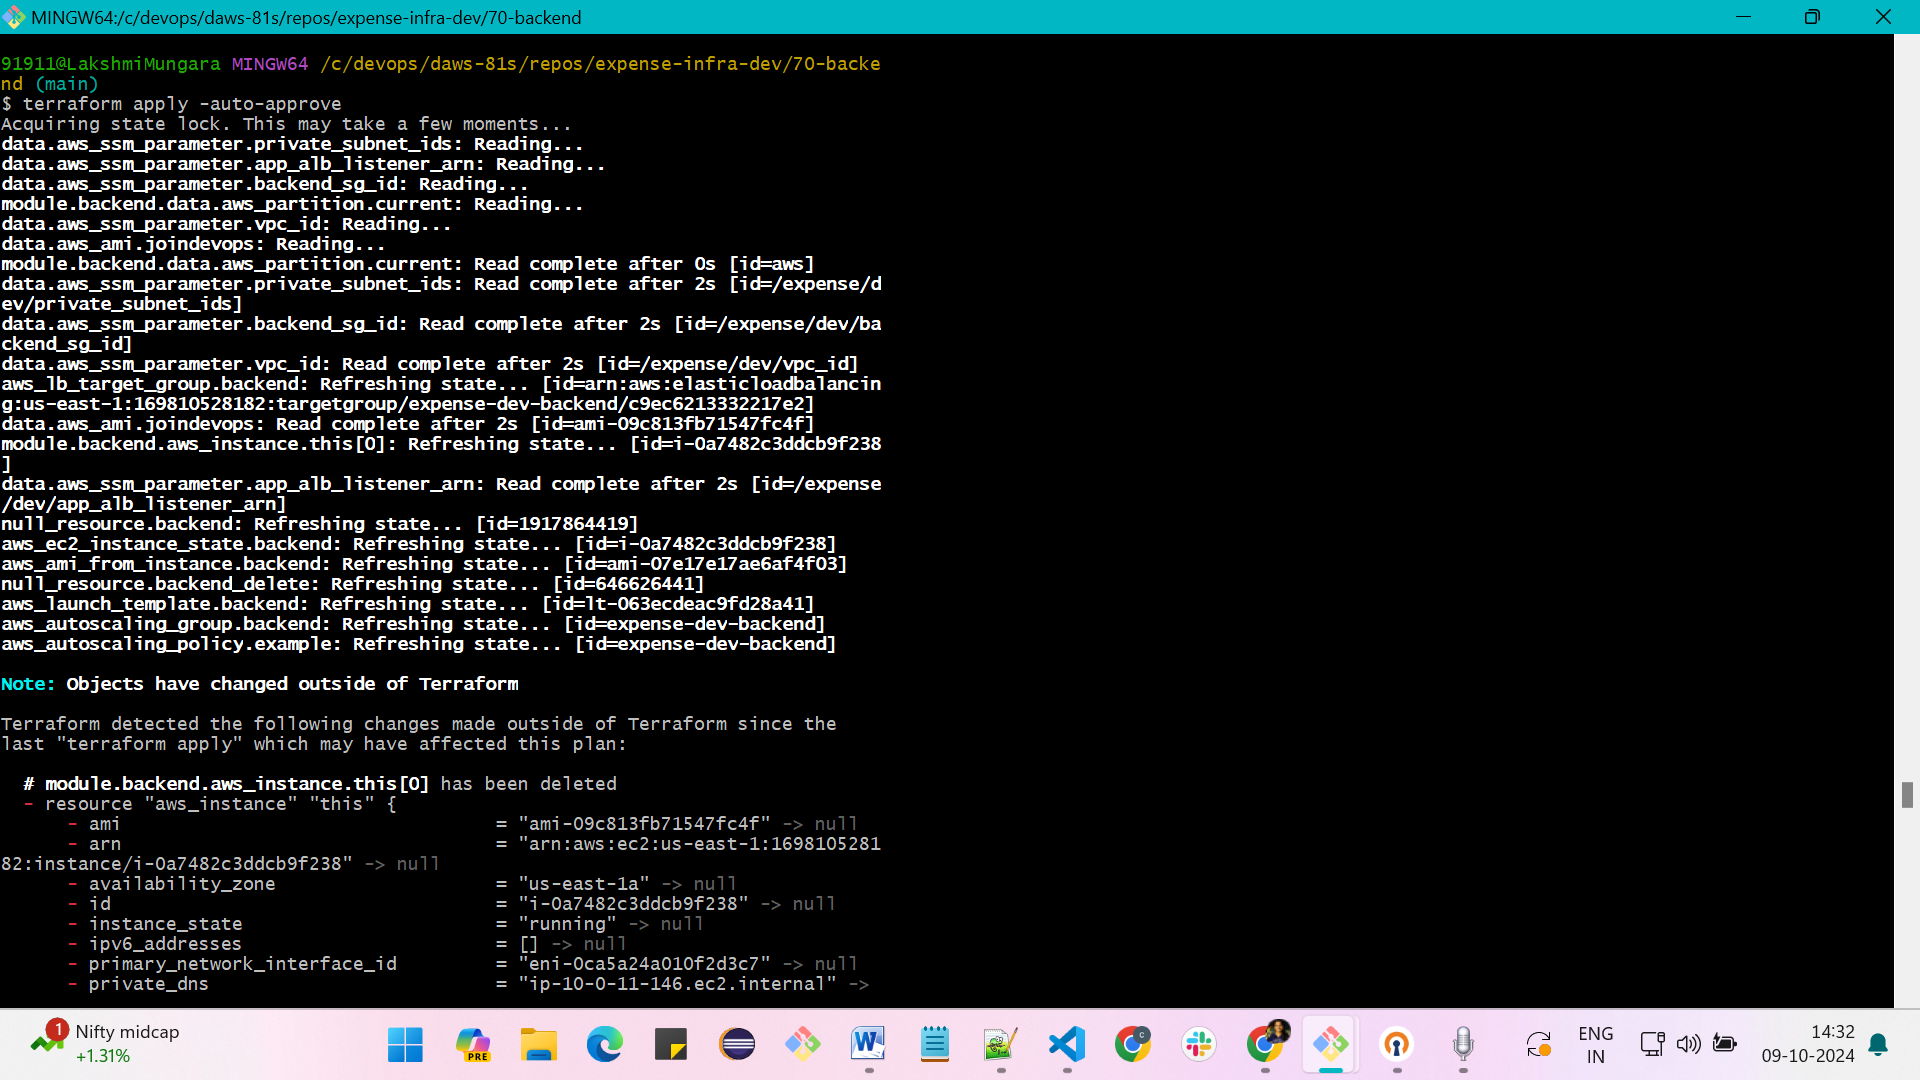 MINGW64:/c/devops/daws-81s/repos/expense-infra-dev/70-backend
91911@LakshmiMungara MINGW64 /c/devops/daws-81s/repos/expense-infra-dev/70-backe
nd (main)
$ terraform apply -auto-approve
Acquiring state lock. This may take a few moments...
data.aws_ssm_parameter.private_subnet_ids: Reading...
data.aws_ssm_parameter.app_alb_listener_arn: Reading...
data.aws_ssm_parameter.backend_sg_id: Reading...
module.backend.data.aws_partition.current: Reading...
data.aws_ssm_parameter.vpc_id: Reading...
data.aws_ami.joindevops: Reading...
module.backend.data.aws_partition.current: Read complete after 0s [id=aws]
data.aws_ssm_parameter.private_subnet_ids: Read complete after 2s [id=/expense/d
ev/private_subnet_ids]
data.aws_ssm_parameter.backend_sg_id: Read complete after 2s [id=/expense/dev/ba
ckend_sg_id]
data.aws_ssm_parameter.vpc_id: Read complete after 2s [id=/expense/dev/vpc_id]
aws_lb_target_group.backend: Refreshing state... [id=arn:aws:elasticloadbalancin
g:us-east-1:169810528182:targetgroup/expense-dev-backend/c9ec6213332217e2]
data.aws_ami.joindevops: Read complete after 2s [id=ami-09c813fb71547fc4f]
module.backend.aws_instance.this[0]: Refreshing state... [id=i-0a7482c3ddcb9f238
]
data.aws_ssm_parameter.app_alb_listener_arn: Read complete after 2s [id=/expense
/dev/app_alb_listener_arn]
null_resource.backend: Refreshing state... [id=1917864419]
aws_ec2_instance_state.backend: Refreshing state... [id=i-0a7482c3ddcb9f238]
aws_ami_from_instance.backend: Refreshing state... [id=ami-07e17e17ae6af4f03]
null_resource.backend_delete: Refreshing state... [id=646626441]
aws_launch_template.backend: Refreshing state... [id=lt-063ecdeac9fd28a41]
aws_autoscaling_group.backend: Refreshing state... [id=expense-dev-backend]
aws_autoscaling_policy.example: Refreshing state... [id=expense-dev-backend]
Note: Objects have changed outside of Terraform
Terraform detected the following changes made outside of Terraform since the
last "terraform apply" which may have affected this plan:
# module.backend.aws_instance.this[0] has been deleted
- resource "aws_instance" "this" {
- ami = "ami-09c813fb71547fc4f" -> null
- arn = "arn:aws:ec2:us-east-1:1698105281
82:instance/i-0a7482c3ddcb9f238" -> null
- availability_zone = "us-east-1a" -> null
- id = "i-0a7482c3ddcb9f238" -> null
- instance_state = "running" -> null
- ipv6_addresses = [] -> null
- primary_network_interface_id = "eni-0ca5a24a010f2d3c7" -> null
- private_dns = "ip-10-0-11-146.ec2.internal" ->
1
Nifty midcap
+1.31%
PRE
C
ENG
IN
14:32
09-10-2024